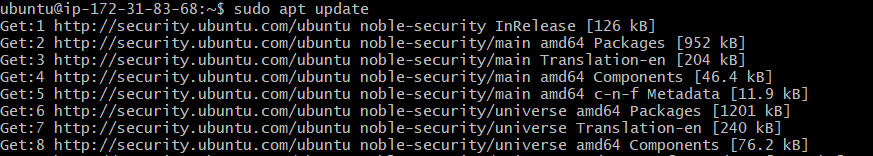 ubuntu@ip-172-31-83-68:~$ sudo apt update
Get:1 http://security.ubuntu.com/ubuntu noble-security InRelease [126 kB]
Get:2 http://security.ubuntu.com/ubuntu noble-security/main amd64 Packages [952 kB]
Get:3 http://security.ubuntu.com/ubuntu noble-security/main Translation-en [204 kB]
Get:4 http://security.ubuntu.com/ubuntu noble-security/main amd64 Components [46.4 kB]
Get:5 http://security.ubuntu.com/ubuntu noble-security/main amd64 c-n-f Metadata [11.9 kB]
Get:6 http://security.ubuntu.com/ubuntu noble-security/universe amd64 Packages [1201 kB]
Get:7 http://security.ubuntu.com/ubuntu noble-security/universe Translation-en [240 kB]
Get:8 http://security.ubuntu.com/ubuntu noble-security/universe amd64 Components [76.2 kB]